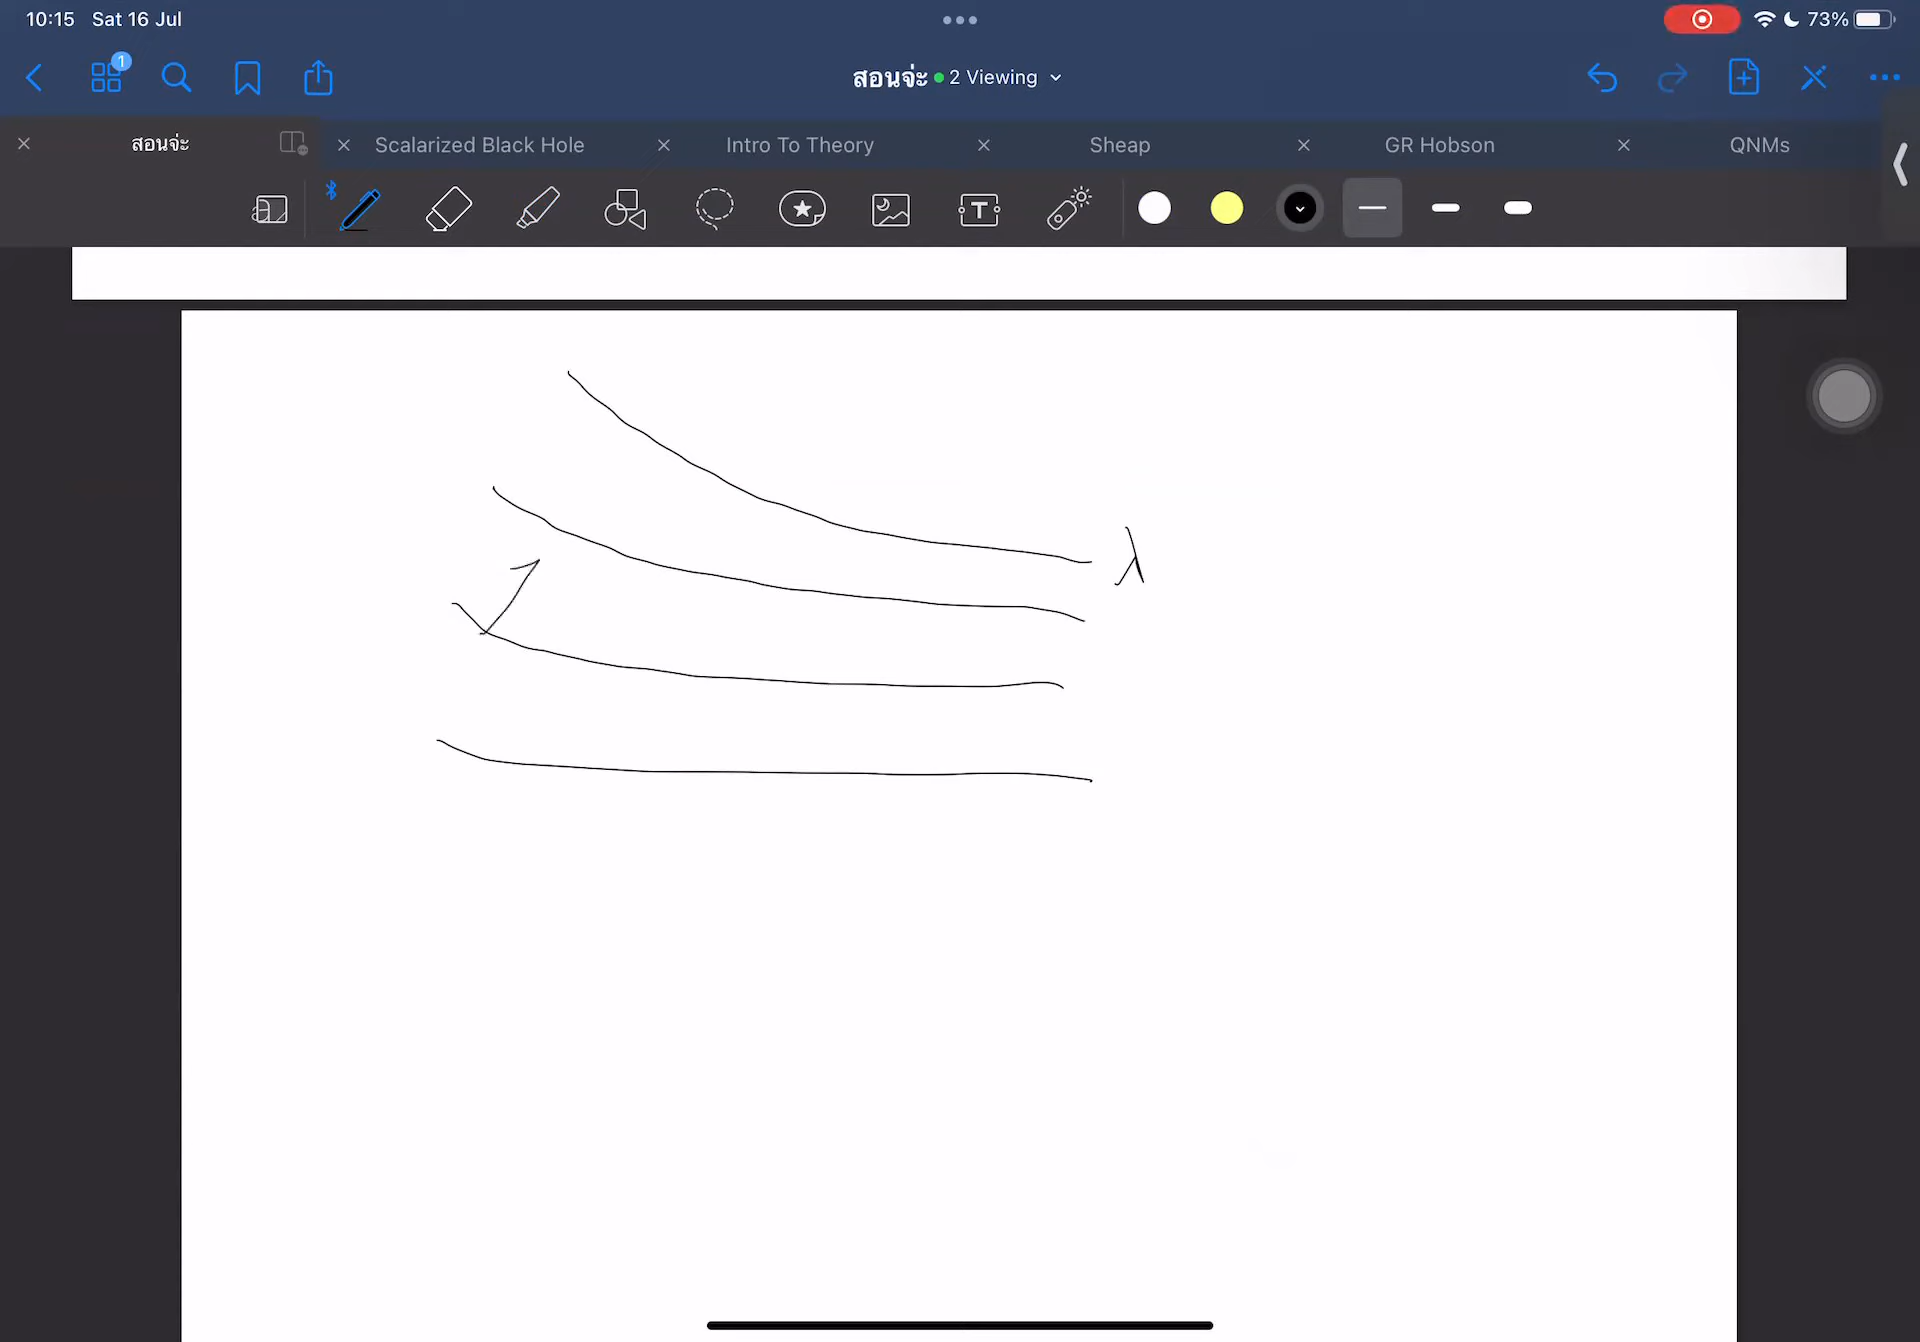 10:15 Sat 16 Jul 73%
1 สอนจ่ะ 2 Viewing
สอนจ่ะ Scalarized Black Hole Intro To Theory Sheap GR Hobson QNMs
T
λ